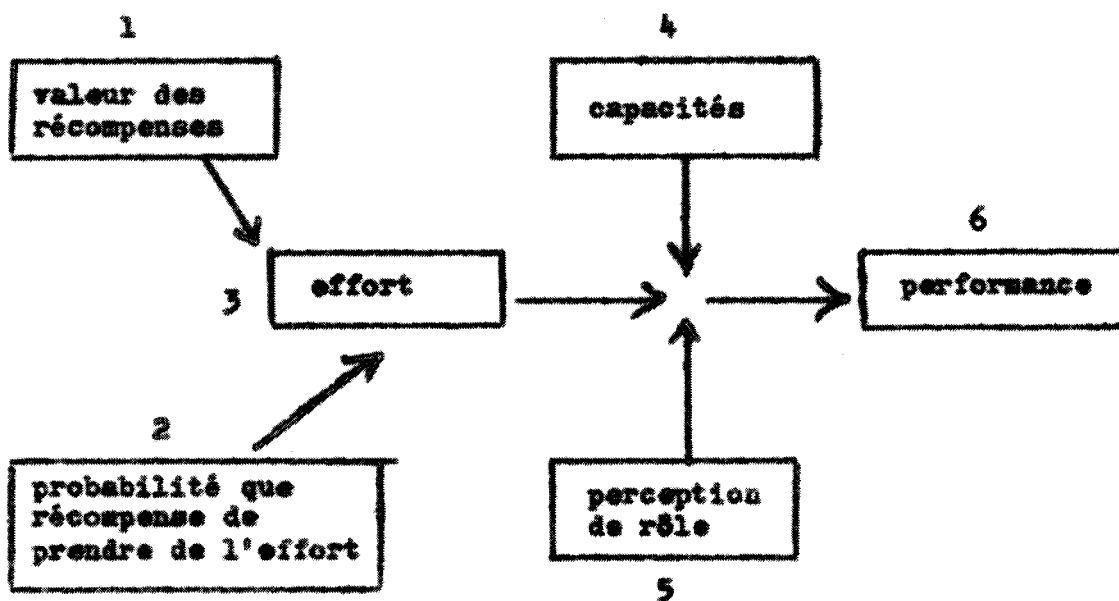 1
valeur des
récompenses
4
capacités
3
effort
6
performance
2
probabilité que
récompense de
prendre de l'effort
perception
de rôle
5